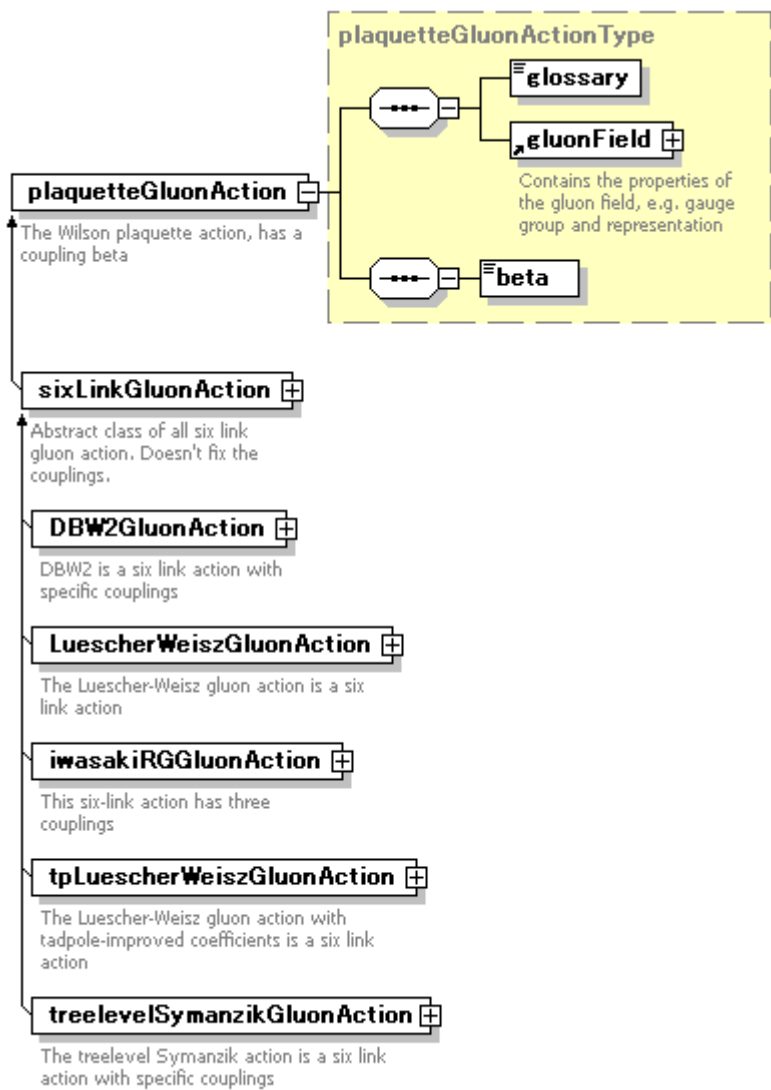 plaquetteGluonActionType
glossary
gluonField
Contains the properties of
the gluon field, e.g. gauge
group and representation
plaquetteGluonAction
The Wilson plaquette action, has a
coupling beta
beta
sixLinkGluonAction
Abstract class of all six link
gluon action. Doesn't fix the
couplings.
DBW2GluonAction
DBW2 is a six link action with
specific couplings
LuescherWeiszGluonAction
The Luescher-Weisz gluon action is a six
link action
iwasakiRGGluonAction
This six-link action has three
couplings
tpLuescherWeiszGluonAction
The Luescher-Weisz gluon action with
tadpole-improved coefficients is a six link
action
treelevelSymanzikGluonAction
The treelevel Symanzik action is a six link
action with specific couplings